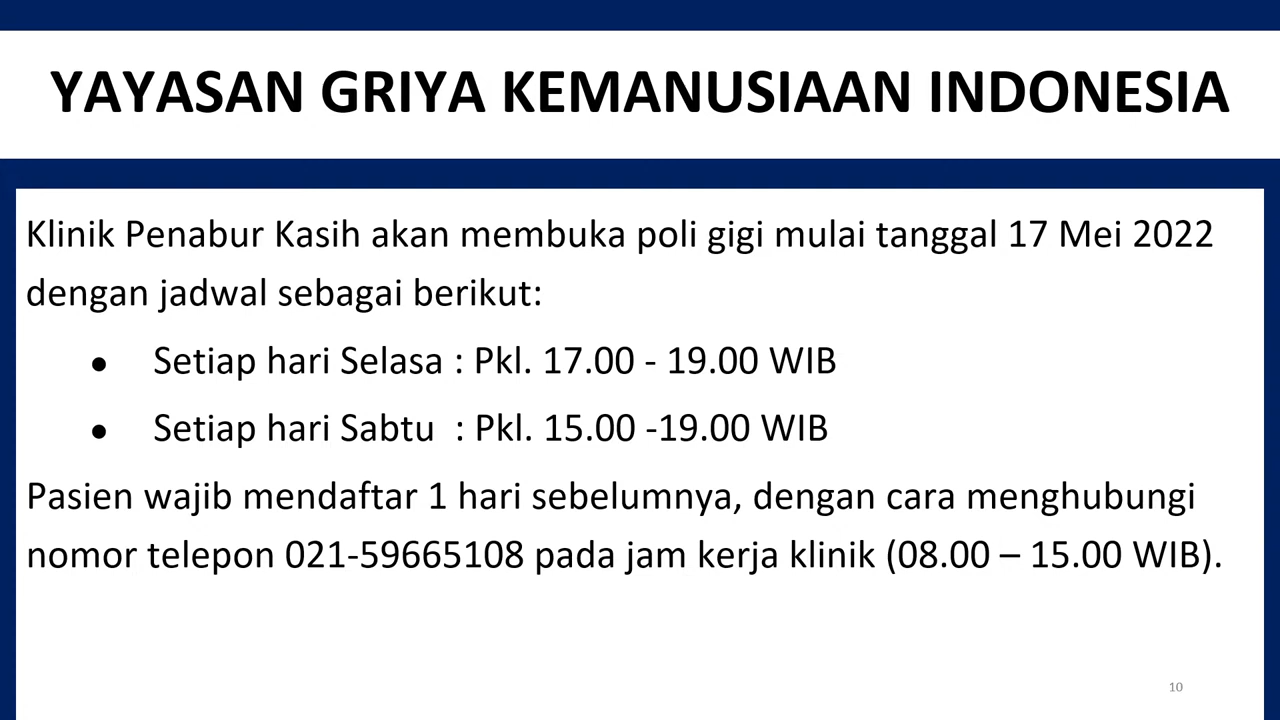 YAYASAN GRIYA KEMANUSIAAN INDONESIA
Klinik Penabur Kasih akan membuka poli gigi mulai tanggal 17 Mei 2022
dengan jadwal sebagai berikut:
• Setiap hari Selasa : Pkl. 17.00 - 19.00 WIB
• Setiap hari Sabtu  : Pkl. 15.00 -19.00 WIB
Pasien wajib mendaftar 1 hari sebelumnya, dengan cara menghubungi
nomor telepon 021-59665108 pada jam kerja klinik (08.00 – 15.00 WIB).
10